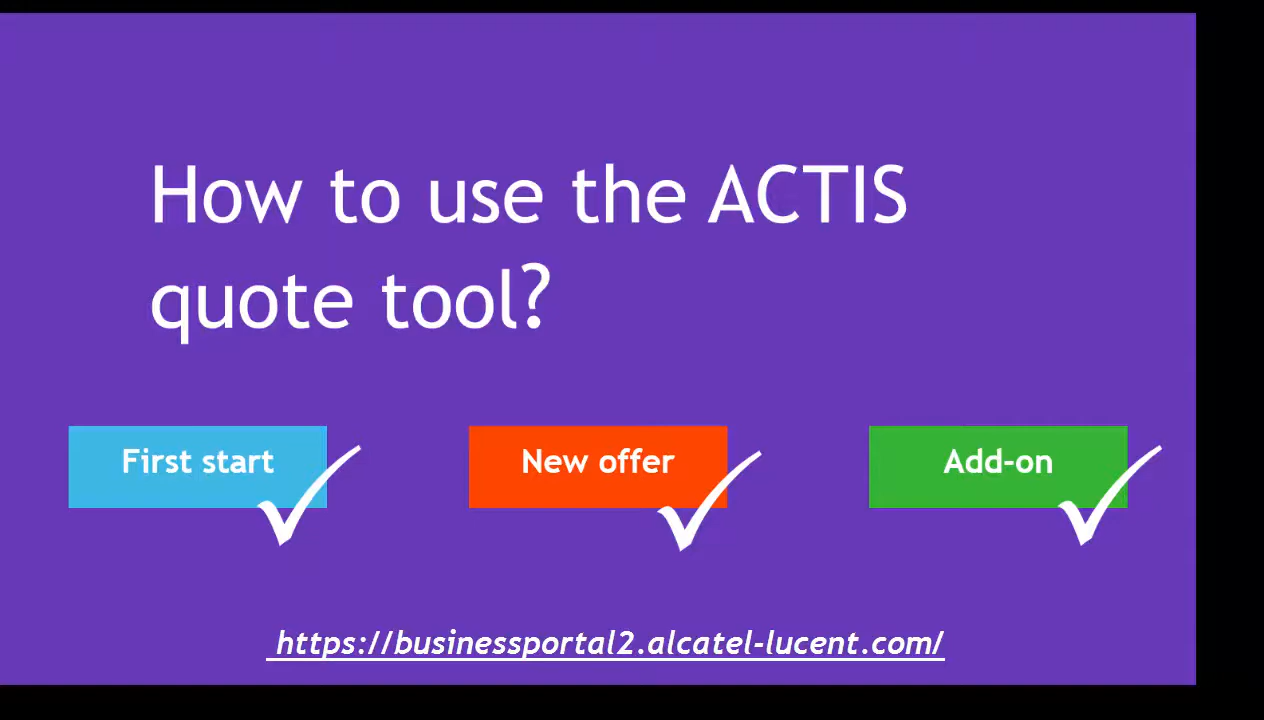 How to use the ACTIS
quote tool?
First start
New offer
Add-on
https://businessportal2.alcatel-lucent.com/